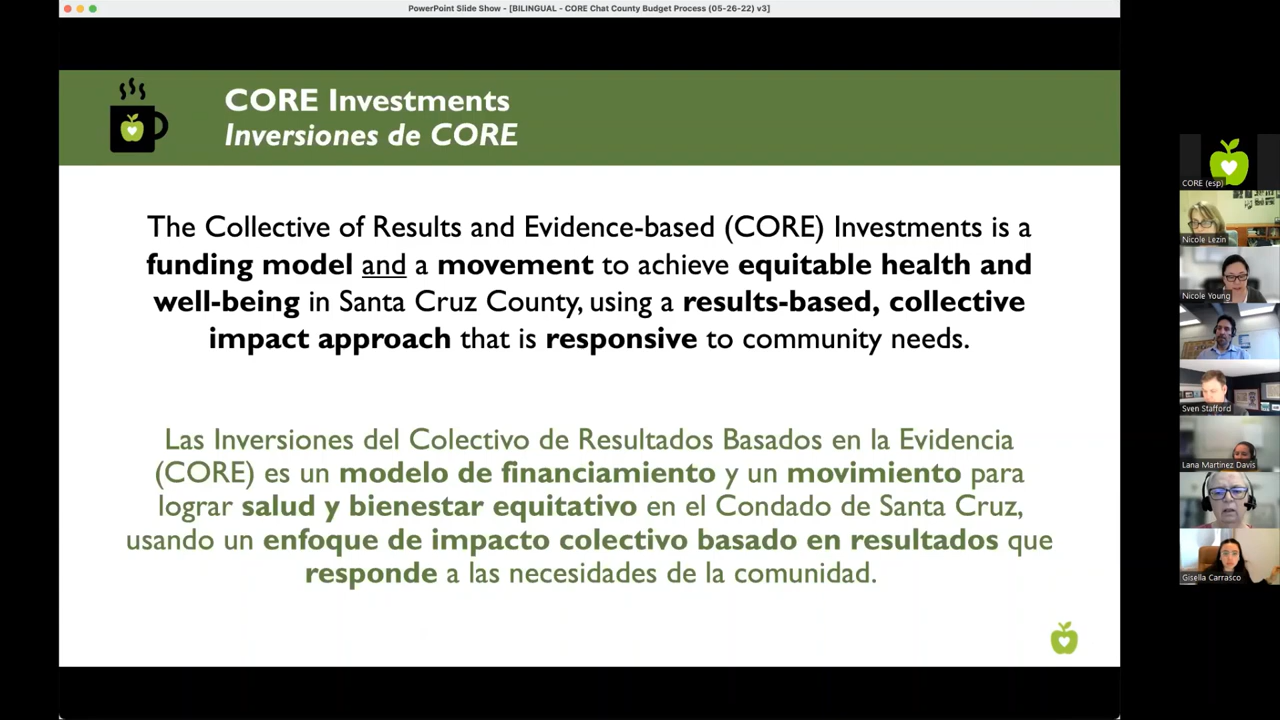 PowerPoint Slide Show - [BILINGUAL - CORE Chat County Budget Process (05-26-22) v3]
CORE Investments
Inversiones de CORE
The Collective of Results and Evidence-based (CORE) Investments is a
funding model and a movement to achieve equitable health and
well-being in Santa Cruz County, using a results-based, collective
impact approach that is responsive to community needs.
Las Inversiones del Colectivo de Resultados Basados en la Evidencia
(CORE) es un modelo de financiamiento y un movimiento para
lograr salud y bienestar equitativo en el Condado de Santa Cruz,
usando un enfoque de impacto colectivo basado en resultados que
responde a las necesidades de la comunidad.
CORE (esp)
Nicole Lezin
Nicole Young
Sven Stafford
Lana Martinez Davis
Gisella Carrasco